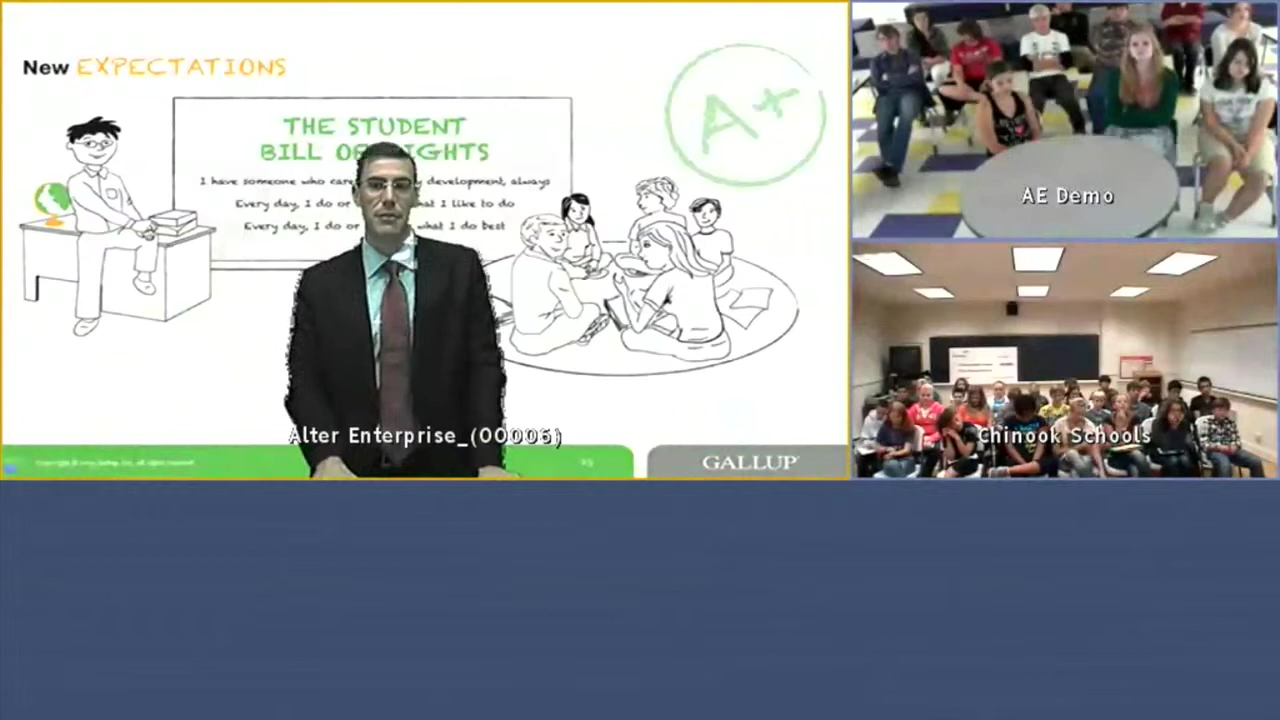 New EXPECTATIONS
A+
THE STUDENT
BILL OF RIGHTS
I have someone who development, always
Every day, I do or what I like to do
Every day, I do or what I do best
AE Demo
Chinook Schools
Alter Enterprise_(00006)
GALLUP